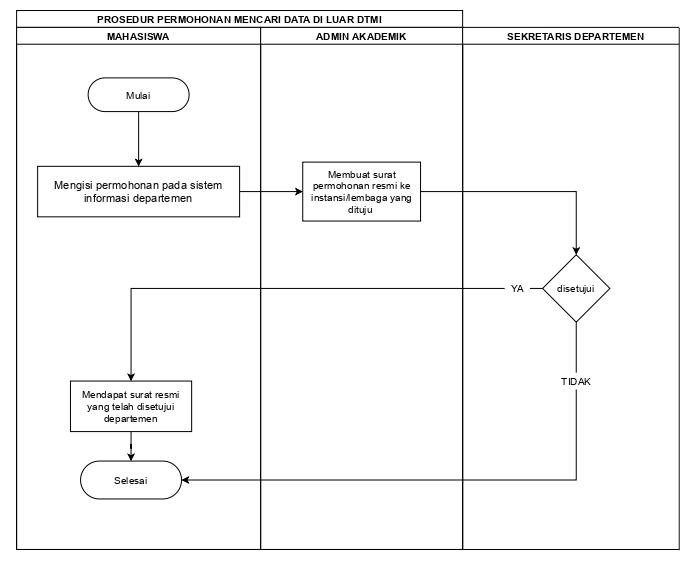 PROSEDUR PERMOHONAN MENCARI DATA DI LUAR DTMI
MAHASISWA
ADMIN AKADEMIK
SEKRETARIS DEPARTEMEN
Mulai
Mengisi permohonan pada sistem
informasi departemen
Membuat surat
permohonan resmi ke
instansi/lembaga yang
dituju
disetujui
YA
TIDAK
Mendapat surat resmi
yang telah disetujui
departemen
Selesai